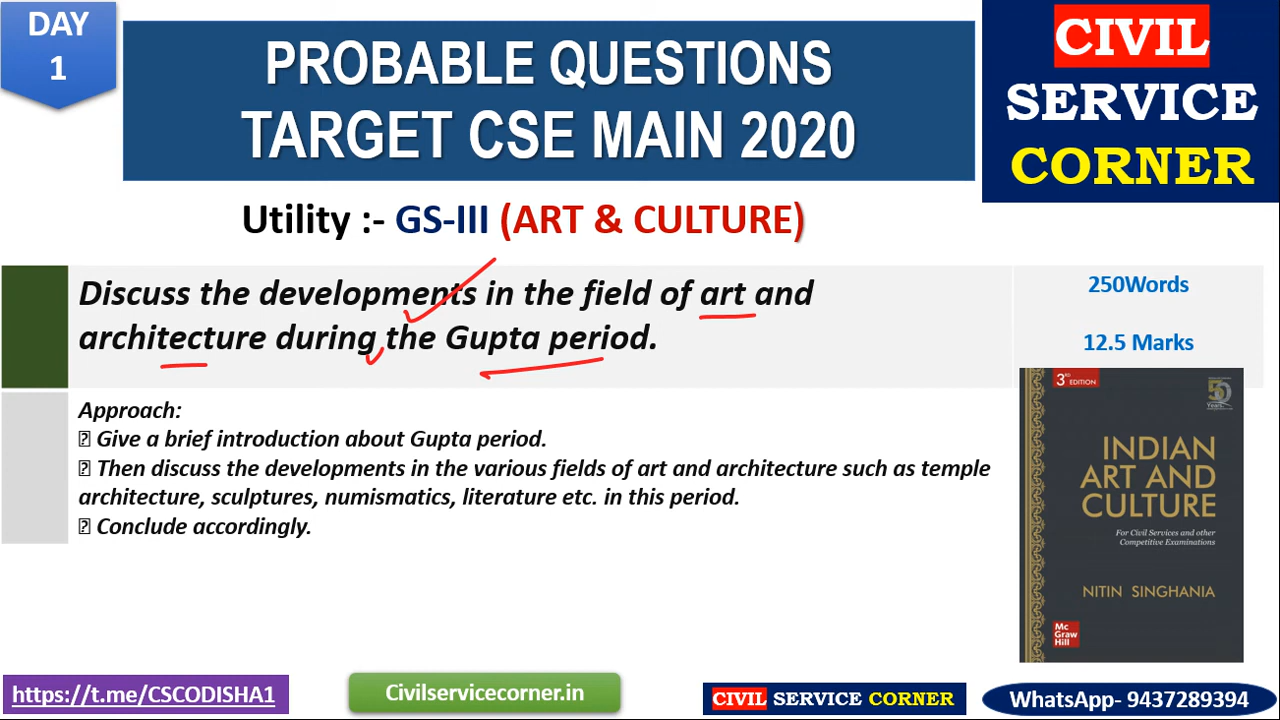 DAY
1
PROBABLE QUESTIONS
TARGET CSE MAIN 2020
CIVIL
SERVICE
CORNER
Utility :- GS-III (ART & CULTURE)
Discuss the developments in the field of art and
architecture during the Gupta period.
250Words
12.5 Marks
Approach:
Give a brief introduction about Gupta period.
Then discuss the developments in the various fields of art and architecture such as temple
architecture, sculptures, numismatics, literature etc. in this period.
Conclude accordingly.
3RD EDITION
50
Years
INDIAN
ART AND
CULTURE
For Civil Services and other
Competitive Examinations
NITIN SINGHANIA
Mc
Graw
Hill
https://t.me/CSCODISHA1
Civilservicecorner.in
CIVIL SERVICE CORNER
WhatsApp- 9437289394